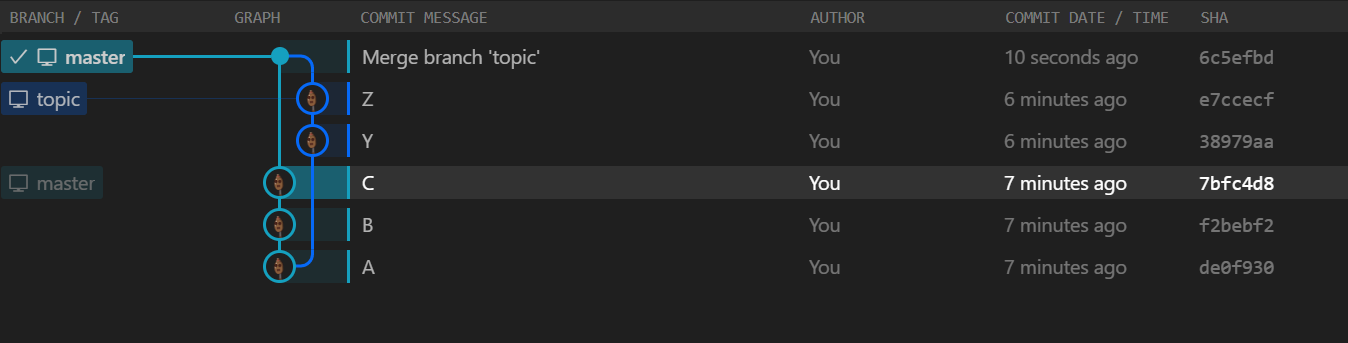 BRANCH / TAG GRAPH COMMIT MESSAGE AUTHOR COMMIT DATE / TIME SHA
master Merge branch 'topic' You 10 seconds ago 6c5efbd
topic Z You 6 minutes ago e7ccecf
Y You 6 minutes ago 38979aa
master C You 7 minutes ago 7bfc4d8
B You 7 minutes ago f2bebf2
A You 7 minutes ago de0f930